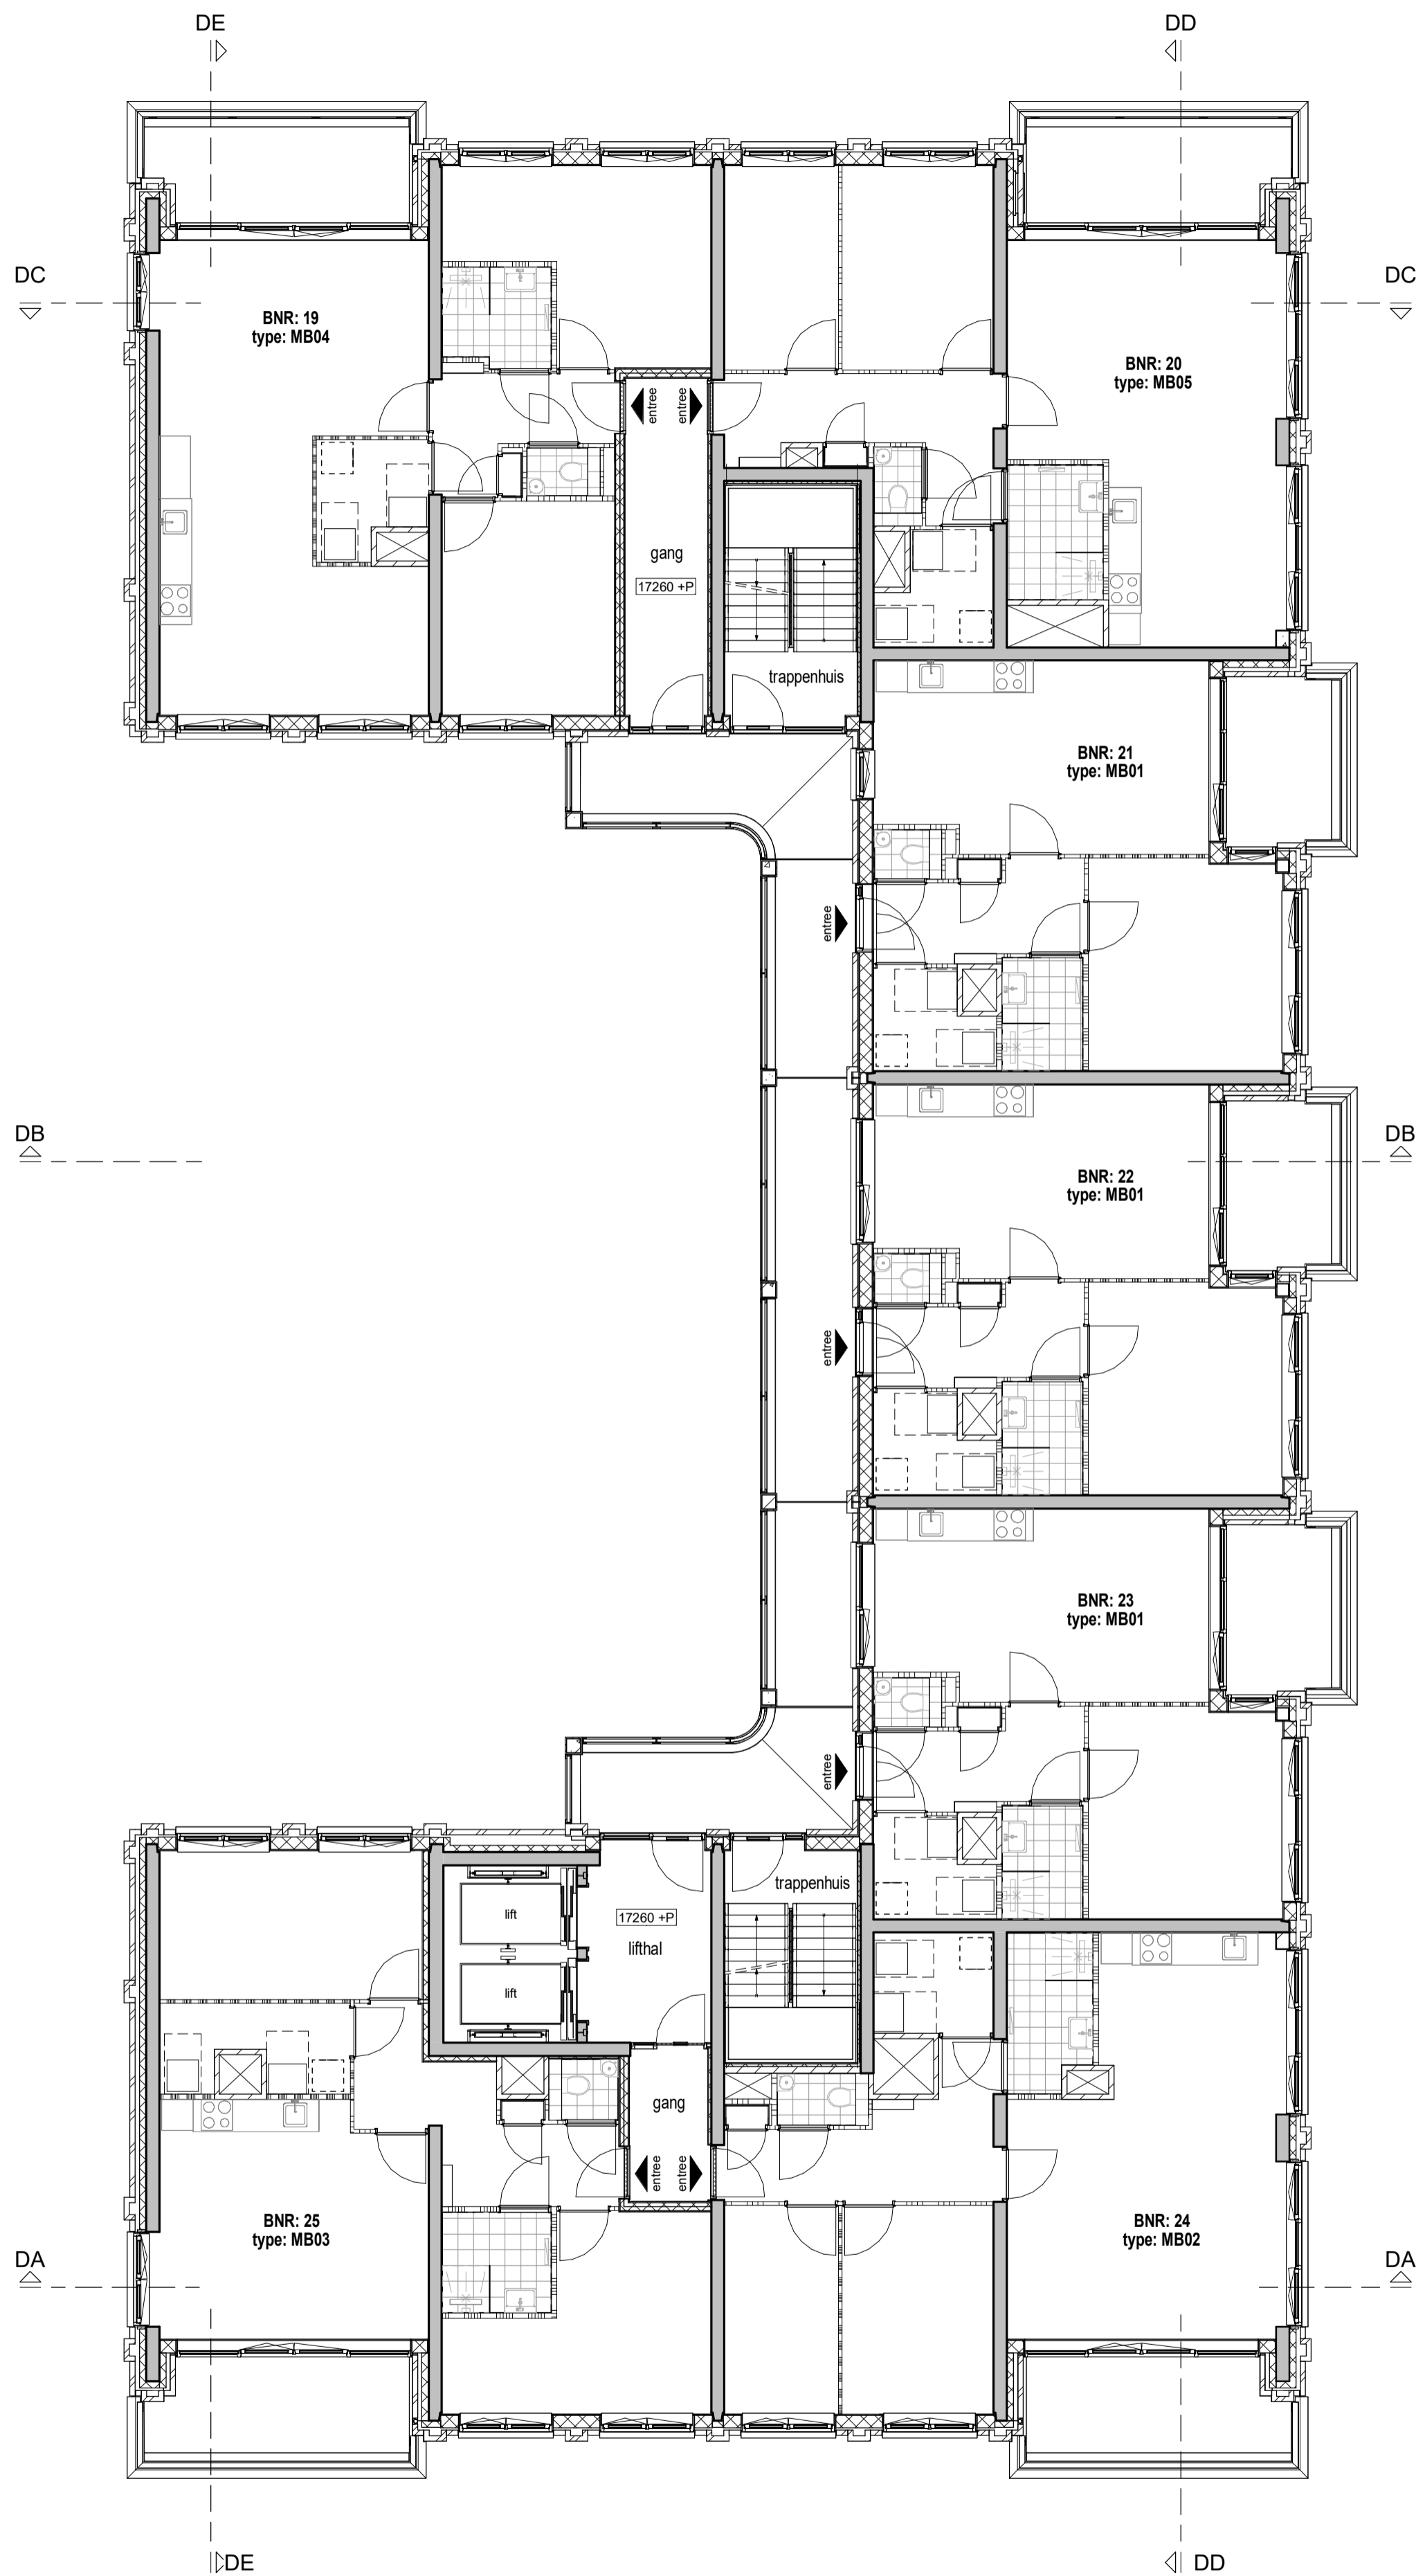 DE
DD
DC
DC
BNR: 19
type: MB04
BNR: 20
type: MB05
entree
entree
gang
17260 +P
trappenhuis
BNR: 21
type: MB01
entree
DB
DB
BNR: 22
type: MB01
entree
BNR: 23
type: MB01
entree
trappenhuis
lift
17260 +P
lifthal
lift
gang
entree
entree
BNR: 25
type: MB03
BNR: 24
type: MB02
DA
DA
DE
DD